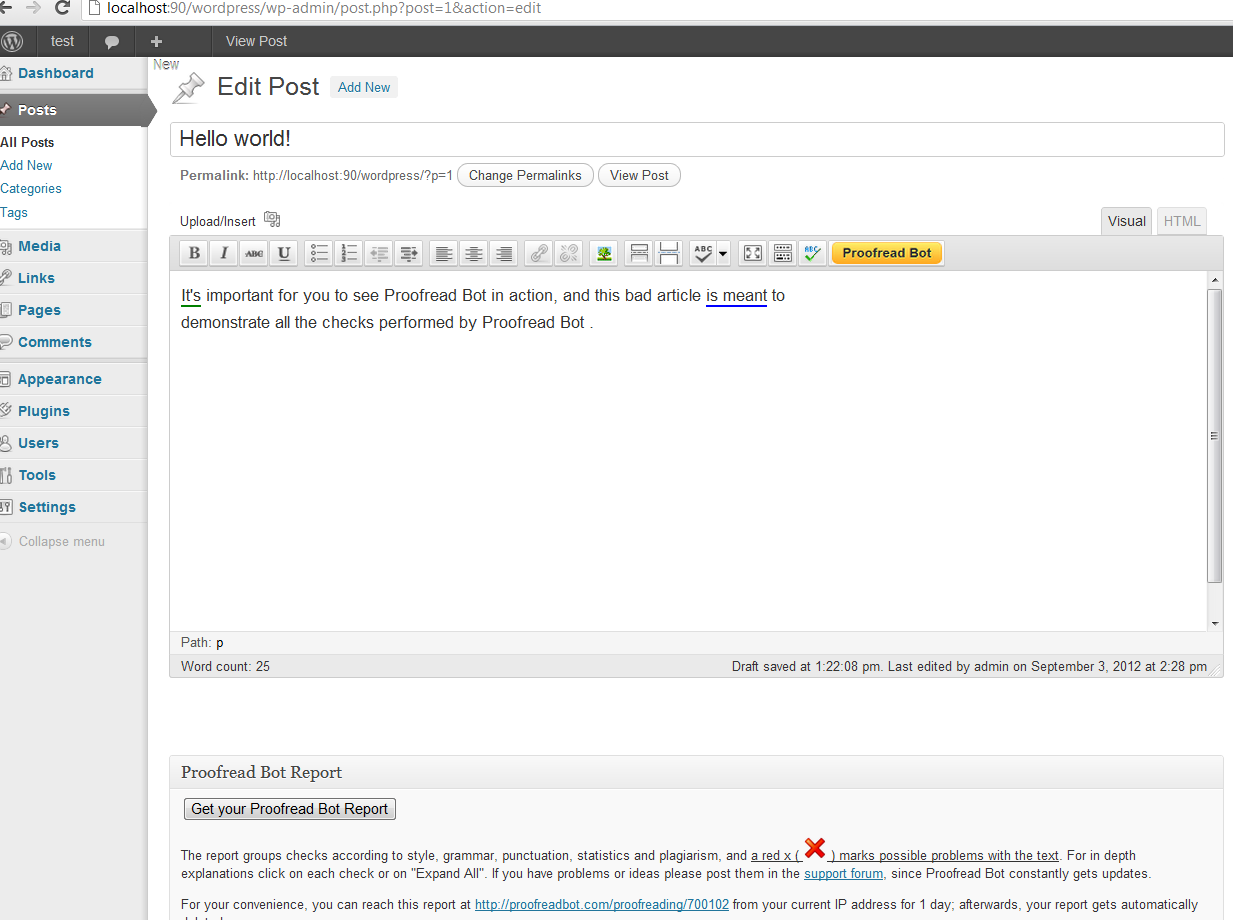 localhost:90/wordpress/wp-admin/post.php?post=1&action=edit
test View Post
New
Dashboard
Posts
All Posts
Add New
Categories
Tags
Media
Links
Pages
Comments
Appearance
Plugins
Users
Tools
Settings
Collapse menu
Edit Post Add New
Hello world!
Permalink: http://localhost:90/wordpress/?p=1 Change Permalinks View Post
Upload/Insert Visual HTML
B I ABC U ABC ABC Proofread Bot
It's important for you to see Proofread Bot in action, and this bad article is meant to
demonstrate all the checks performed by Proofread Bot .
Path: p
Word count: 25 Draft saved at 1:22:08 pm. Last edited by admin on September 3, 2012 at 2:28 pm
Proofread Bot Report
Get your Proofread Bot Report
The report groups checks according to style, grammar, punctuation, statistics and plagiarism, and a red x ( ) marks possible problems with the text. For in depth
explanations click on each check or on "Expand All". If you have problems or ideas please post them in the support forum, since Proofread Bot constantly gets updates.
For your convenience, you can reach this report at http://proofreadbot.com/proofreading/700102 from your current IP address for 1 day; afterwards, your report gets automatically